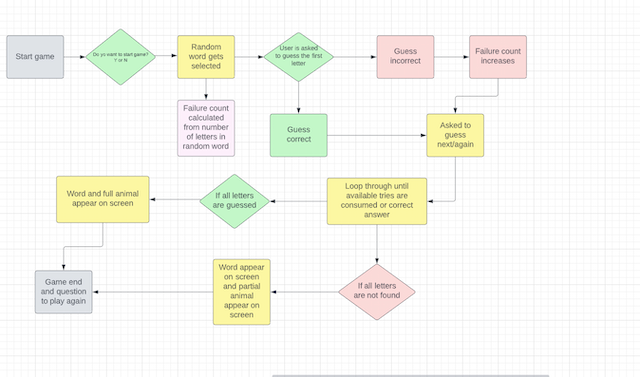 Start game
Do yo want to start game?
Y or N
Random
word gets
selected
User is asked
to guess the first
letter
Guess
incorrect
Failure count
increases
Failure count
calculated
from number
of letters in
random word
Guess
correct
Asked to
guess
next/again
Word and full animal
appear on screen
If all letters
are guessed
Loop through until
available tries are
consumed or correct
answer
Game end
and question
to play again
Word appear
on screen
and partial
animal
appear on
screen
If all letters
are not found